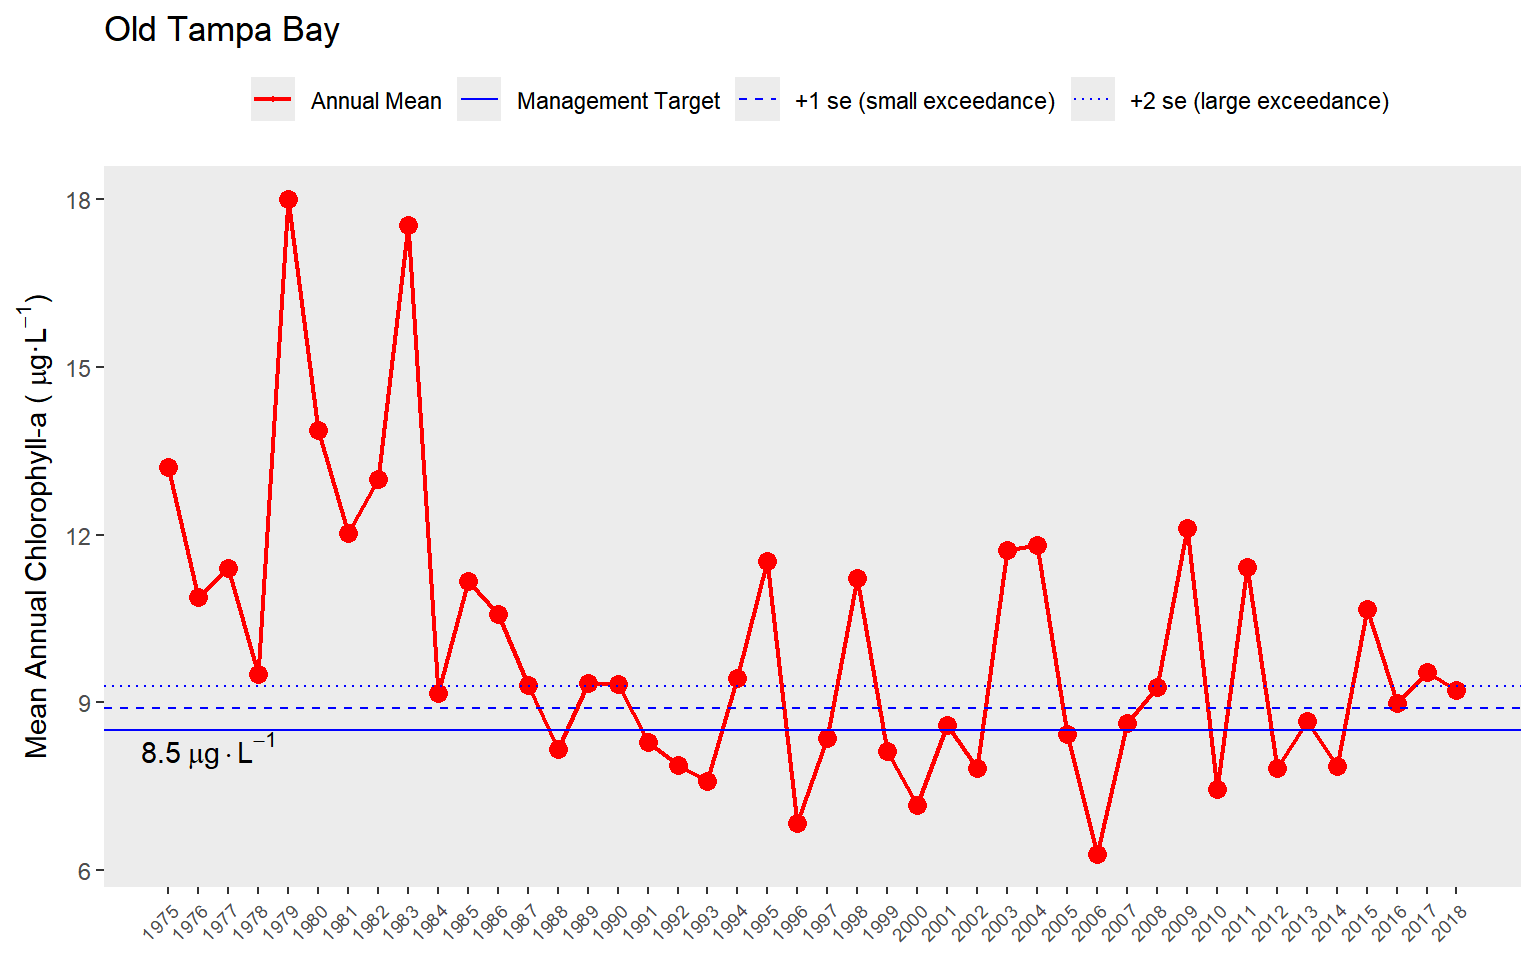 Old Tampa Bay
Annual Mean Management Target +1 se (small exceedance) +2 se (large exceedance)
Mean Annual Chlorophyll-a ( µg·L⁻¹)
18
15
12
9
6
8.5 µg·L⁻¹
1975 1976 1977 1978 1979 1980 1981 1982 1983 1984 1985 1986 1987 1988 1989 1990 1991 1992 1993 1994 1995 1996 1997 1998 1999 2000 2001 2002 2003 2004 2005 2006 2007 2008 2009 2010 2011 2012 2013 2014 2015 2016 2017 2018